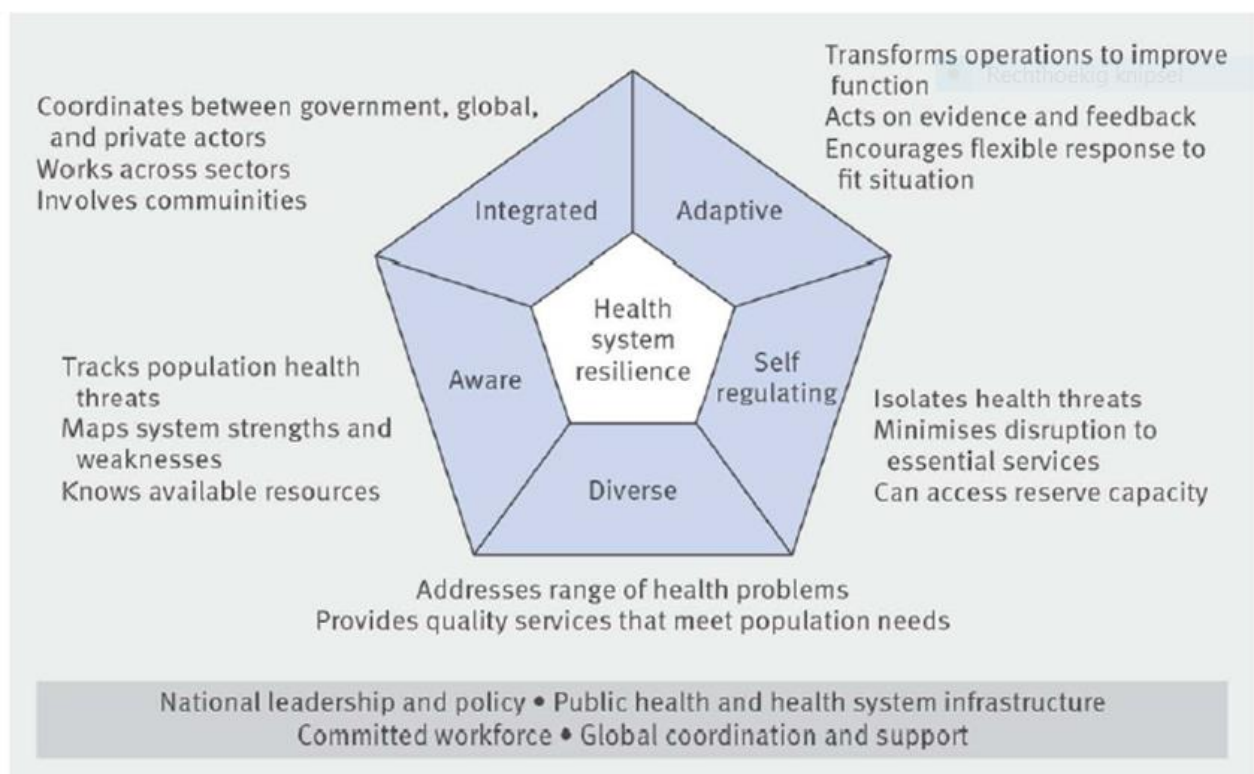 Coordinates between government, global,
and private actors
Works across sectors
Involves commuinities
Transforms operations to improve
function
Rechthoekig knipsel
Acts on evidence and feedback
Encourages flexible response to
fit situation
Integrated
Adaptive
Health
system
resilience
Aware
Self
regulating
Diverse
Tracks population health
threats
Maps system strengths and
weaknesses
Knows available resources
Isolates health threats
Minimises disruption to
essential services
Can access reserve capacity
Addresses range of health problems
Provides quality services that meet population needs
National leadership and policy • Public health and health system infrastructure
Committed workforce • Global coordination and support